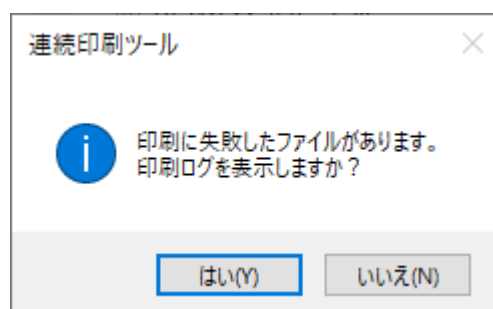 連続印刷ツール
印刷に失敗したファイルがあります。
印刷ログを表示しますか？
はい(Y)
いいえ(N)